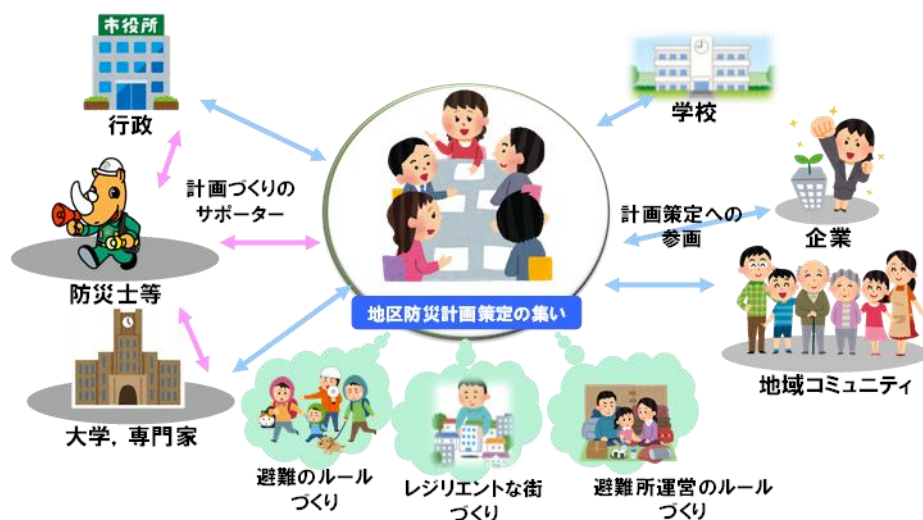 市役所
行政
学校
計画づくりの
サポーター
計画策定への
参画
企業
防災士等
地区防災計画策定の集い
地域コミュニティ
大学，専門家
避難のルール
づくり
レジリエントな街
づくり
避難所運営のルール
づくり